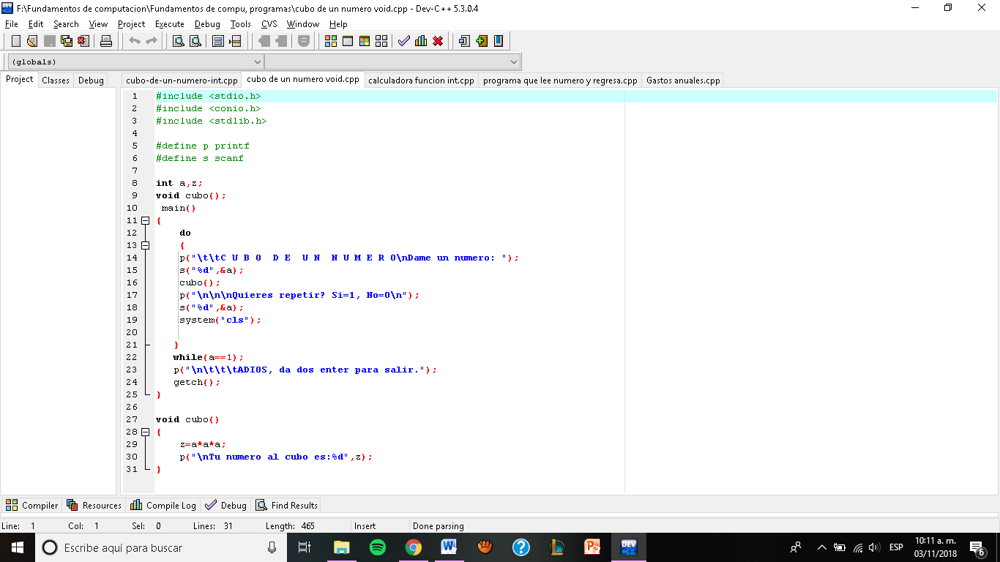 F:\Fundamentos de computacion\Fundamentos de compu, programas\cubo de un numero void.cpp - Dev-C++ 5.3.0.4
File Edit Search View Project Execute Debug Tools CVS Window Help
(globals)
Project Classes Debug
cubo-de-un-numero-int.cpp cubo de un numero void.cpp calculadora funcion int.cpp programa que lee numero y regresa.cpp Gastos anuales.cpp
1 #include <stdio.h>
2 #include <conio.h>
3 #include <stdlib.h>
4
5 #define p printf
6 #define s scanf
7
8 int a,z;
9 void cubo();
10 main()
11 {
12 do
13 {
14 p("\t\tC U B O  D E  U N  N U M E R O\nDame un numero: ");
15 s("%d",&a);
16 cubo();
17 p("\n\n\nQuieres repetir? Si=1, No=0\n");
18 s("%d",&a);
19 system("cls");
20
21 }
22 while(a==1);
23 p("\n\t\t\tADIOS, da dos enter para salir.");
24 getch();
25 }
26
27 void cubo()
28 {
29 z=a*a*a;
30 p("\nTu numero al cubo es:%d",z);
31 }
Compiler Resources Compile Log Debug Find Results
Line: 1 Col: 1 Sel: 0 Lines: 31 Length: 465 Insert Done parsing
Escribe aquí para buscar
ESP
10:11 a. m.
03/11/2018
6